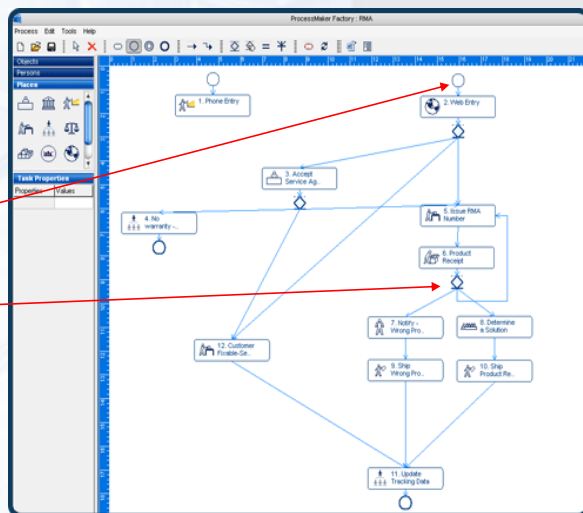 ProcessMaker Factory : RMA
Process Edit Tools Help
Objects
Persons
Places
Task Properties
Properties Values
1. Phone Entry
2. Web Entry
3. Accept
Service Ag..
4. No
warranty -...
5. Issue RMA
Number
6. Product
Receipt
7. Notify -
Wrong Pro..
8. Determine
a Solution
12. Customer
Fixable-Se...
9. Ship
Wrong Pro..
10. Ship
Product Re...
11. Update
Tracking Data